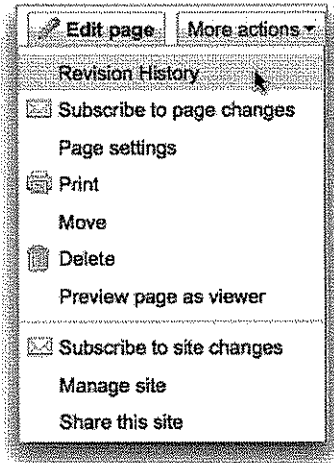 Edit page More actions
Revision History
Subscribe to page changes
Page settings
Print
Move
Delete
Preview page as viewer
Subscribe to site changes
Manage site
Share this site